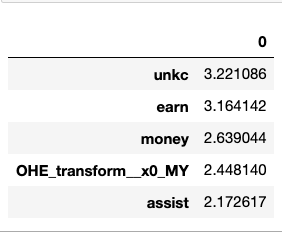 0
unkc 3.221086
earn 3.164142
money 2.639044
OHE_transform__x0_MY 2.448140
assist 2.172617